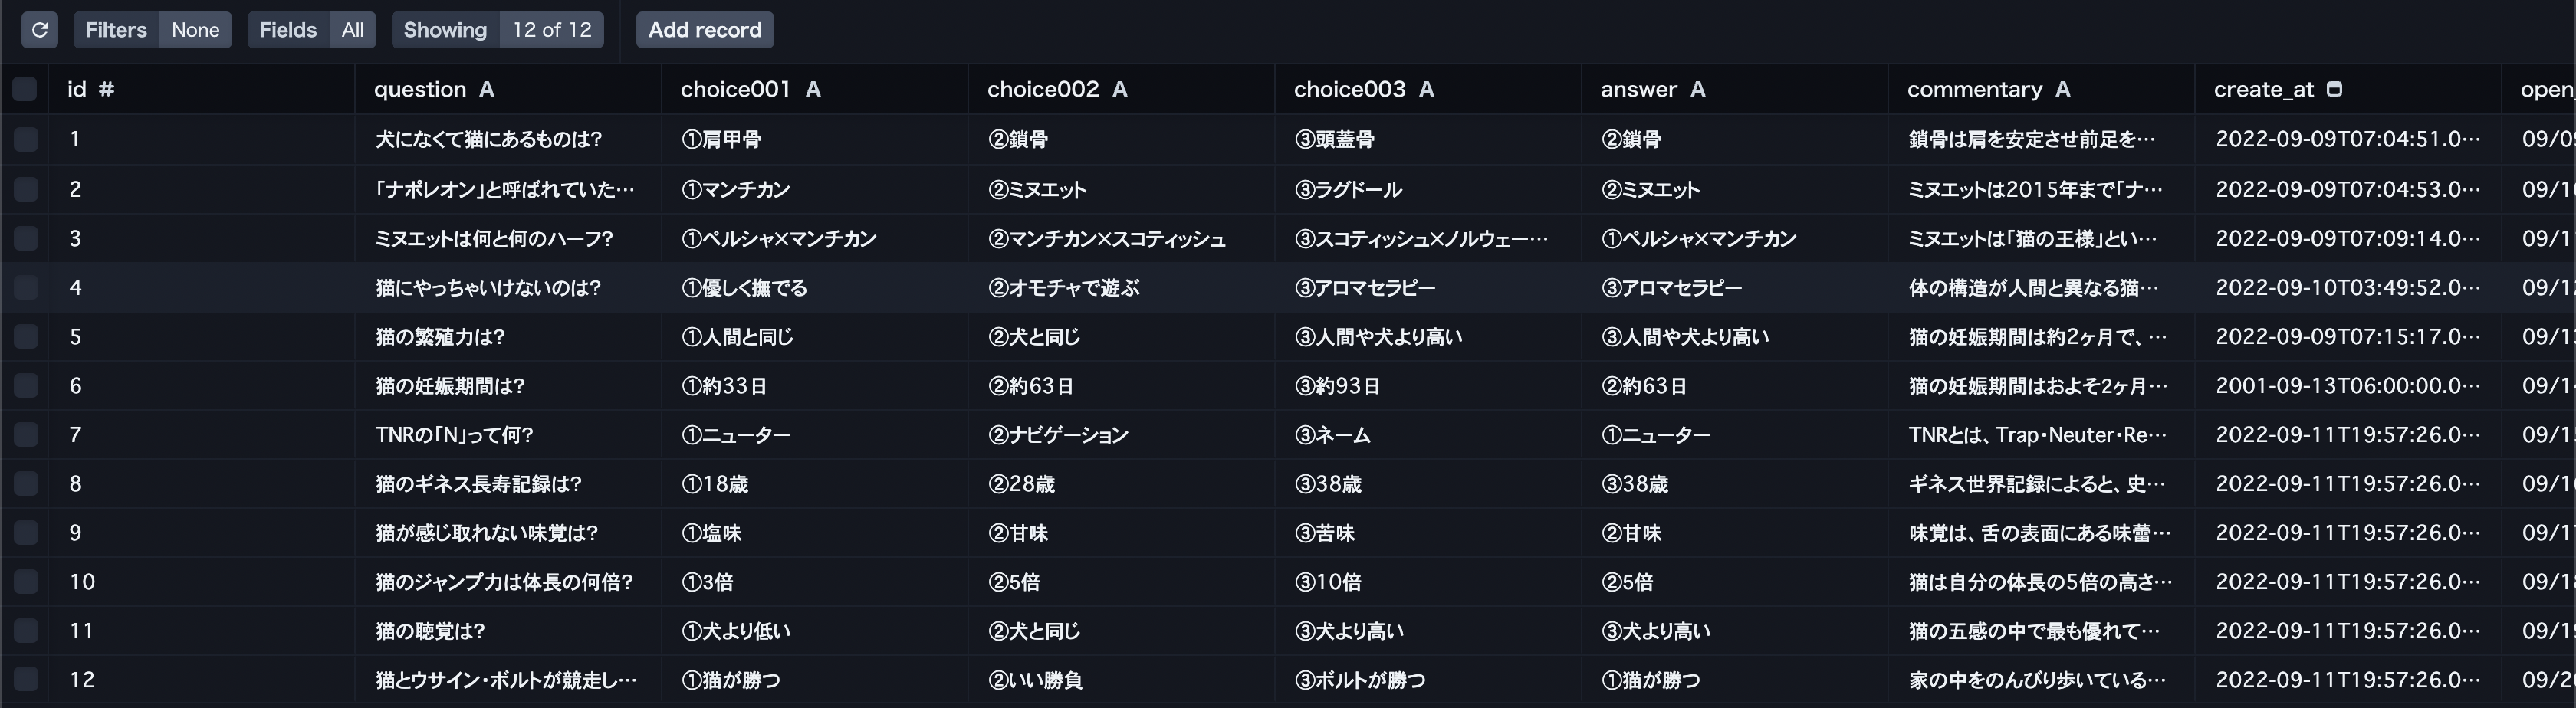 Filters None Fields All Showing 12 of 12 Add record
id # question A choice001 A choice002 A choice003 A answer A commentary A create_at open
1 犬になくて猫にあるものは? ①肩甲骨 ②鎖骨 ③頭蓋骨 ②鎖骨 鎖骨は肩を安定させ前足を… 2022-09-09T07:04:51.0… 09/09
2 「ナポレオン」と呼ばれていた… ①マンチカン ②ミヌエット ③ラグドール ②ミヌエット ミヌエットは2015年まで「ナ… 2022-09-09T07:04:53.0… 09/1
3 ミヌエットは何と何のハーフ? ①ペルシャ×マンチカン ②マンチカン×スコティッシュ ③スコティッシュ×ノルウェー… ①ペルシャ×マンチカン ミヌエットは「猫の王様」とい… 2022-09-09T07:09:14.0… 09/1
4 猫にやっちゃいけないのは? ①優しく撫でる ②オモチャで遊ぶ ③アロマセラピー ③アロマセラピー 体の構造が人間と異なる猫… 2022-09-10T03:49:52.0… 09/1
5 猫の繁殖力は? ①人間と同じ ②犬と同じ ③人間や犬より高い ③人間や犬より高い 猫の妊娠期間は約2ヶ月で、… 2022-09-09T07:15:17.0… 09/1
6 猫の妊娠期間は? ①約33日 ②約63日 ③約93日 ②約63日 猫の妊娠期間はおよそ2ヶ月… 2001-09-13T06:00:00.0… 09/1
7 TNRの「N」って何? ①ニューター ②ナビゲーション ③ネーム ①ニューター TNRとは、Trap・Neuter・Re… 2022-09-11T19:57:26.0… 09/1
8 猫のギネス長寿記録は? ①18歳 ②28歳 ③38歳 ③38歳 ギネス世界記録によると、史… 2022-09-11T19:57:26.0… 09/1
9 猫が感じ取れない味覚は? ①塩味 ②甘味 ③苦味 ②甘味 味覚は、舌の表面にある味蕾… 2022-09-11T19:57:26.0… 09/1
10 猫のジャンプ力は体長の何倍? ①3倍 ②5倍 ③10倍 ②5倍 猫は自分の体長の5倍の高さ… 2022-09-11T19:57:26.0… 09/1
11 猫の聴覚は? ①犬より低い ②犬と同じ ③犬より高い ③犬より高い 猫の五感の中で最も優れて… 2022-09-11T19:57:26.0… 09/1
12 猫とウサイン・ボルトが競走し… ①猫が勝つ ②いい勝負 ③ボルトが勝つ ①猫が勝つ 家の中をのんびり歩いている… 2022-09-11T19:57:26.0… 09/2